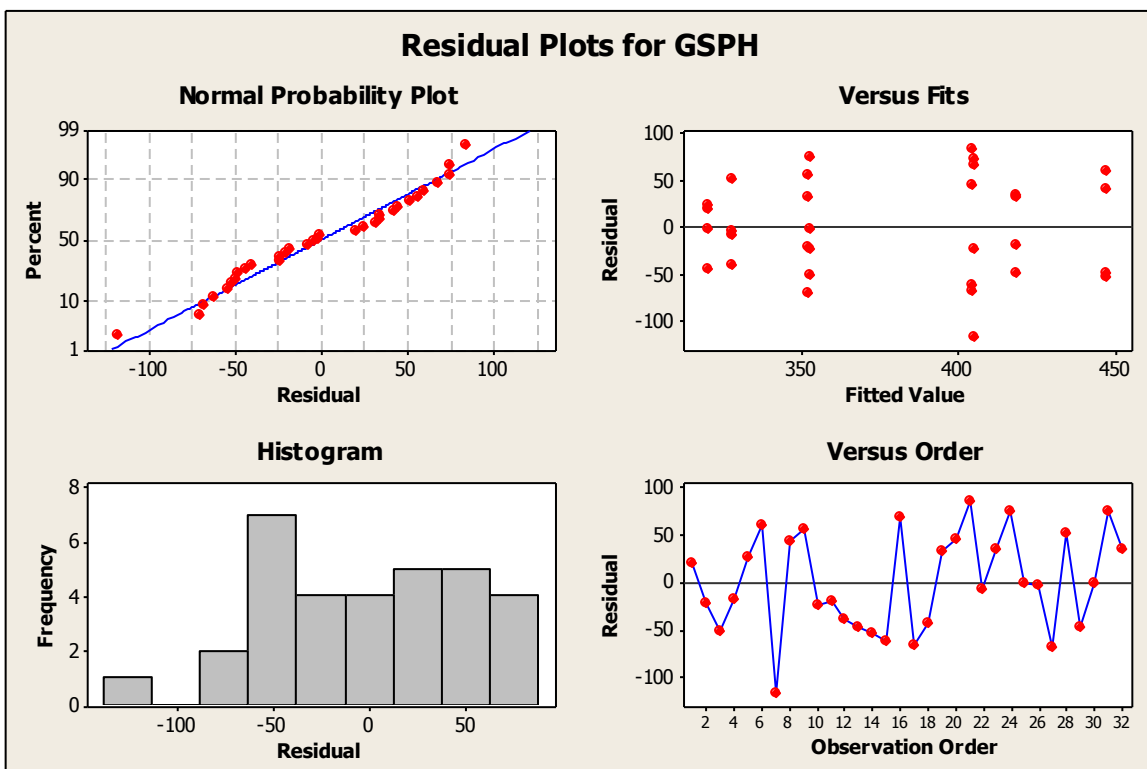 Residual Plots for GSPH
Normal Probability Plot
99
90
50
10
1
Percent
-100 -50 0 50 100
Residual
Versus Fits
100
50
0
-50
-100
Residual
350 400 450
Fitted Value
Histogram
8
6
4
2
0
Frequency
-100 -50 0 50
Residual
Versus Order
100
50
0
-50
-100
Residual
2 4 6 8 10 12 14 16 18 20 22 24 26 28 30 32
Observation Order